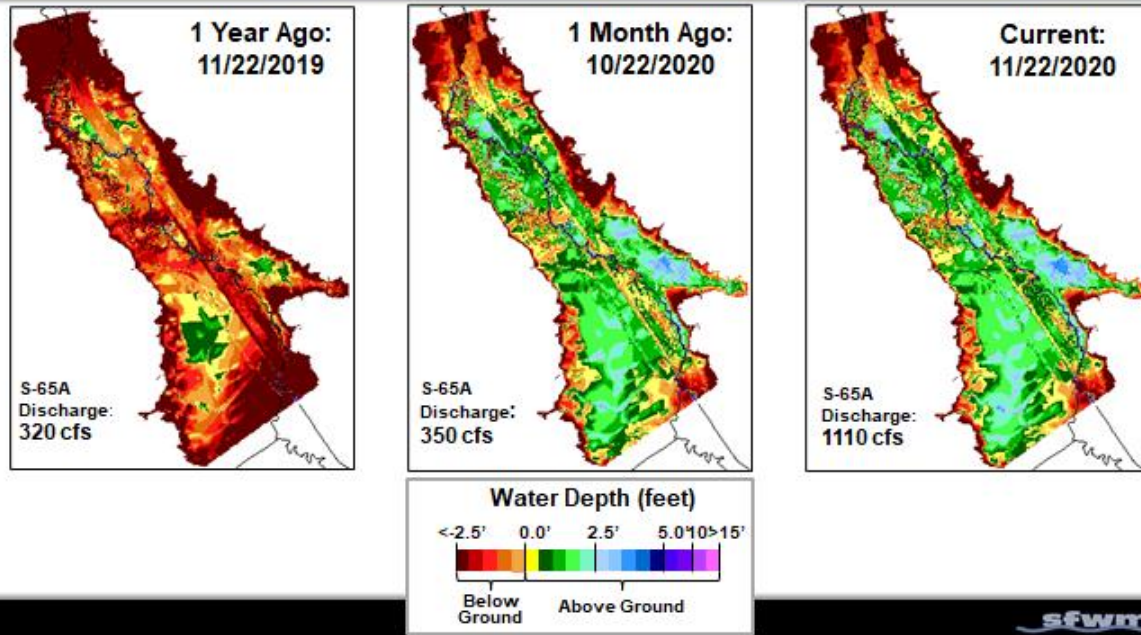 1 Year Ago:
11/22/2019
S-65A
Discharge:
320 cfs
1 Month Ago:
10/22/2020
S-65A
Discharge:
350 cfs
Current:
11/22/2020
S-65A
Discharge:
1110 cfs
Water Depth (feet)
<-2.5' 0.0' 2.5' 5.0'10>15'
Below
Ground
Above Ground
sfwm